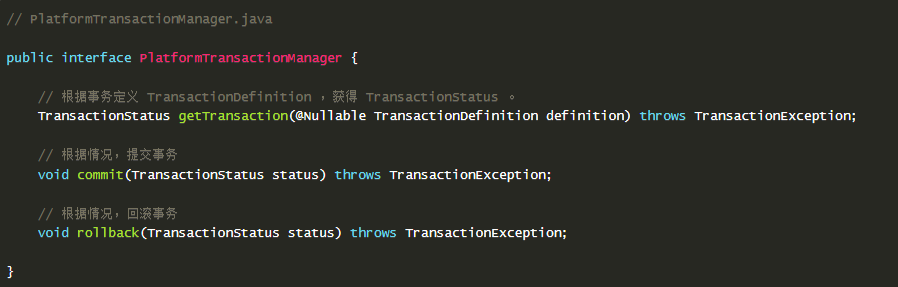 // PlatformTransactionManager.java
public interface PlatformTransactionManager {
// 根据事务定义 TransactionDefinition ，获得 TransactionStatus 。
TransactionStatus getTransaction(@Nullable TransactionDefinition definition) throws TransactionException;
// 根据情况，提交事务
void commit(TransactionStatus status) throws TransactionException;
// 根据情况，回滚事务
void rollback(TransactionStatus status) throws TransactionException;
}